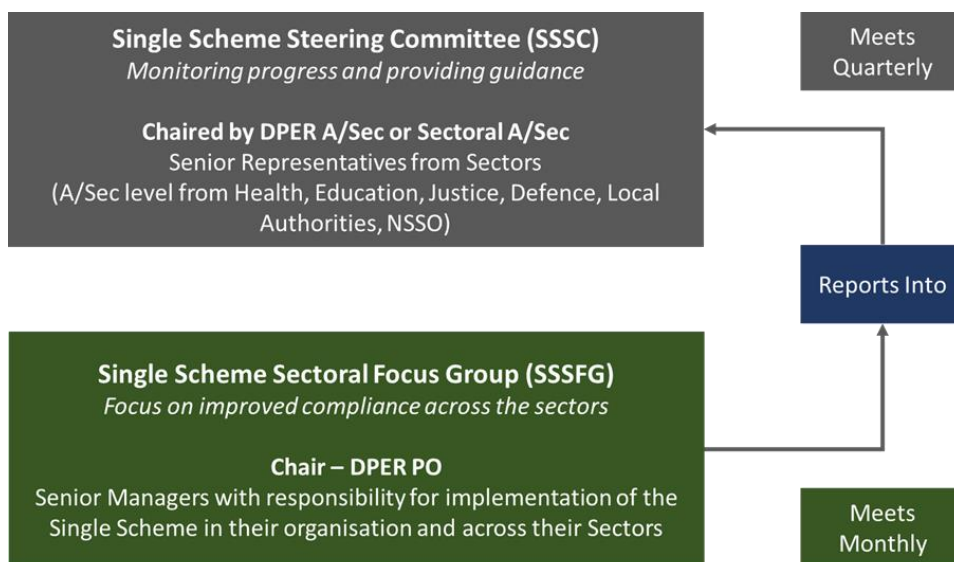 Single Scheme Steering Committee (SSSC)
Monitoring progress and providing guidance
Chaired by DPER A/Sec or Sectoral A/Sec
Senior Representatives from Sectors
(A/Sec level from Health, Education, Justice, Defence, Local
Authorities, NSSO)
Meets
Quarterly
Reports Into
Single Scheme Sectoral Focus Group (SSSFG)
Focus on improved compliance across the sectors
Chair – DPER PO
Senior Managers with responsibility for implementation of the
Single Scheme in their organisation and across their Sectors
Meets
Monthly